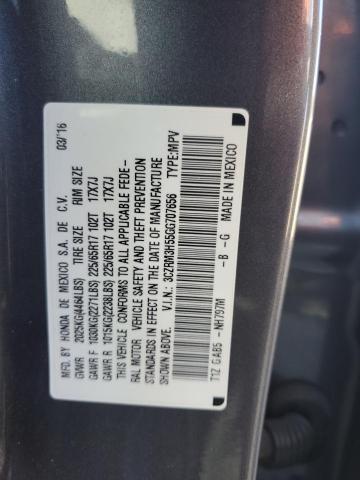 MFD BY HONDA DE MEXICO S.A. DE C.V. 03/16
GVWR 2025KG(4464LBS) TIRE SIZE RIM SIZE
GAWR F 1030KG(2271LBS) 225/65R17 102T 17X7J
GAWR R 1015KG(2238LBS) 225/65R17 102T 17X7J
THIS VEHICLE CONFORMS TO ALL APPLICABLE FEDE-
RAL MOTOR VEHICLE SAFETY AND THEFT PREVENTION
STANDARDS IN EFFECT ON THE DATE OF MANUFACTURE
SHOWN ABOVE. V.I.N.: 3CZRM3H55GG707656 TYPE:MPV
T1Z GAB5 -NH797M -B -G MADE IN MEXICO